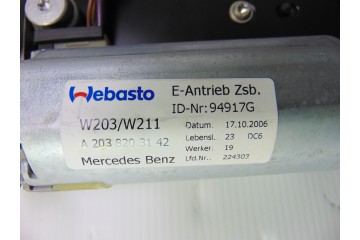 Webasto
E-Antrieb Zsb.
ID-Nr: 94917G
W203/W211
Datum. 17.10.2006
A 203 820 31 42
Lebensl. 23 DC6
Werker 19
Mercedes Benz
Lfd.Nr.. 224303